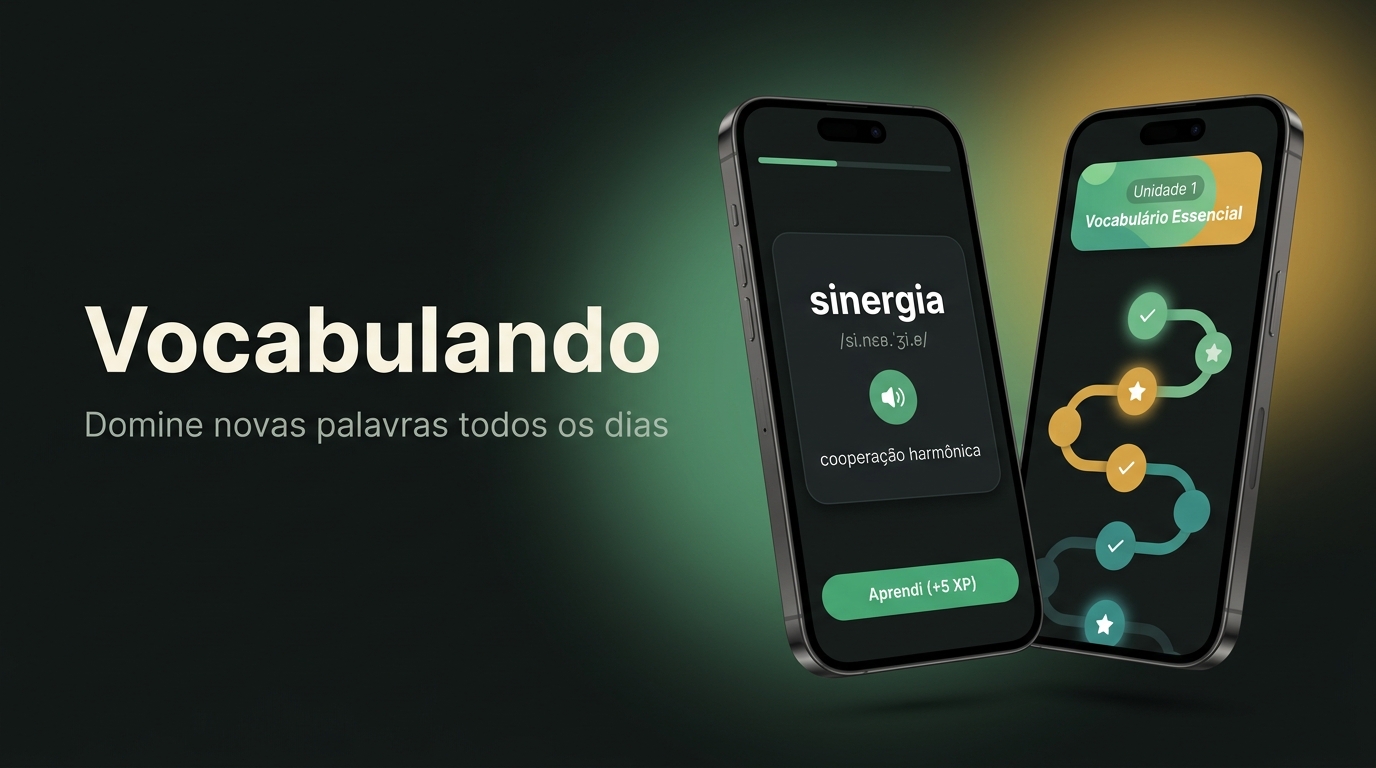 Vocabulando
Domine novas palavras todos os dias
sinergia
/si.nɛʙ.ˈʒi.ɐ/
cooperação harmônica
Aprendi (+5 XP)
Unidade 1
Vocabulário Essencial